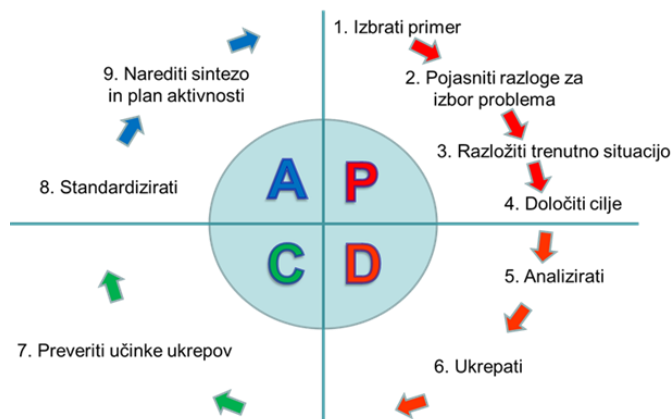 1. Izbrati primer
2. Pojasniti razloge za
izbor problema
3. Razložiti trenutno situacijo
4. Določiti cilje
5. Analizirati
6. Ukrepati
7. Preveriti učinke ukrepov
8. Standardizirati
9. Narediti sintezo
in plan aktivnosti
A P
C D